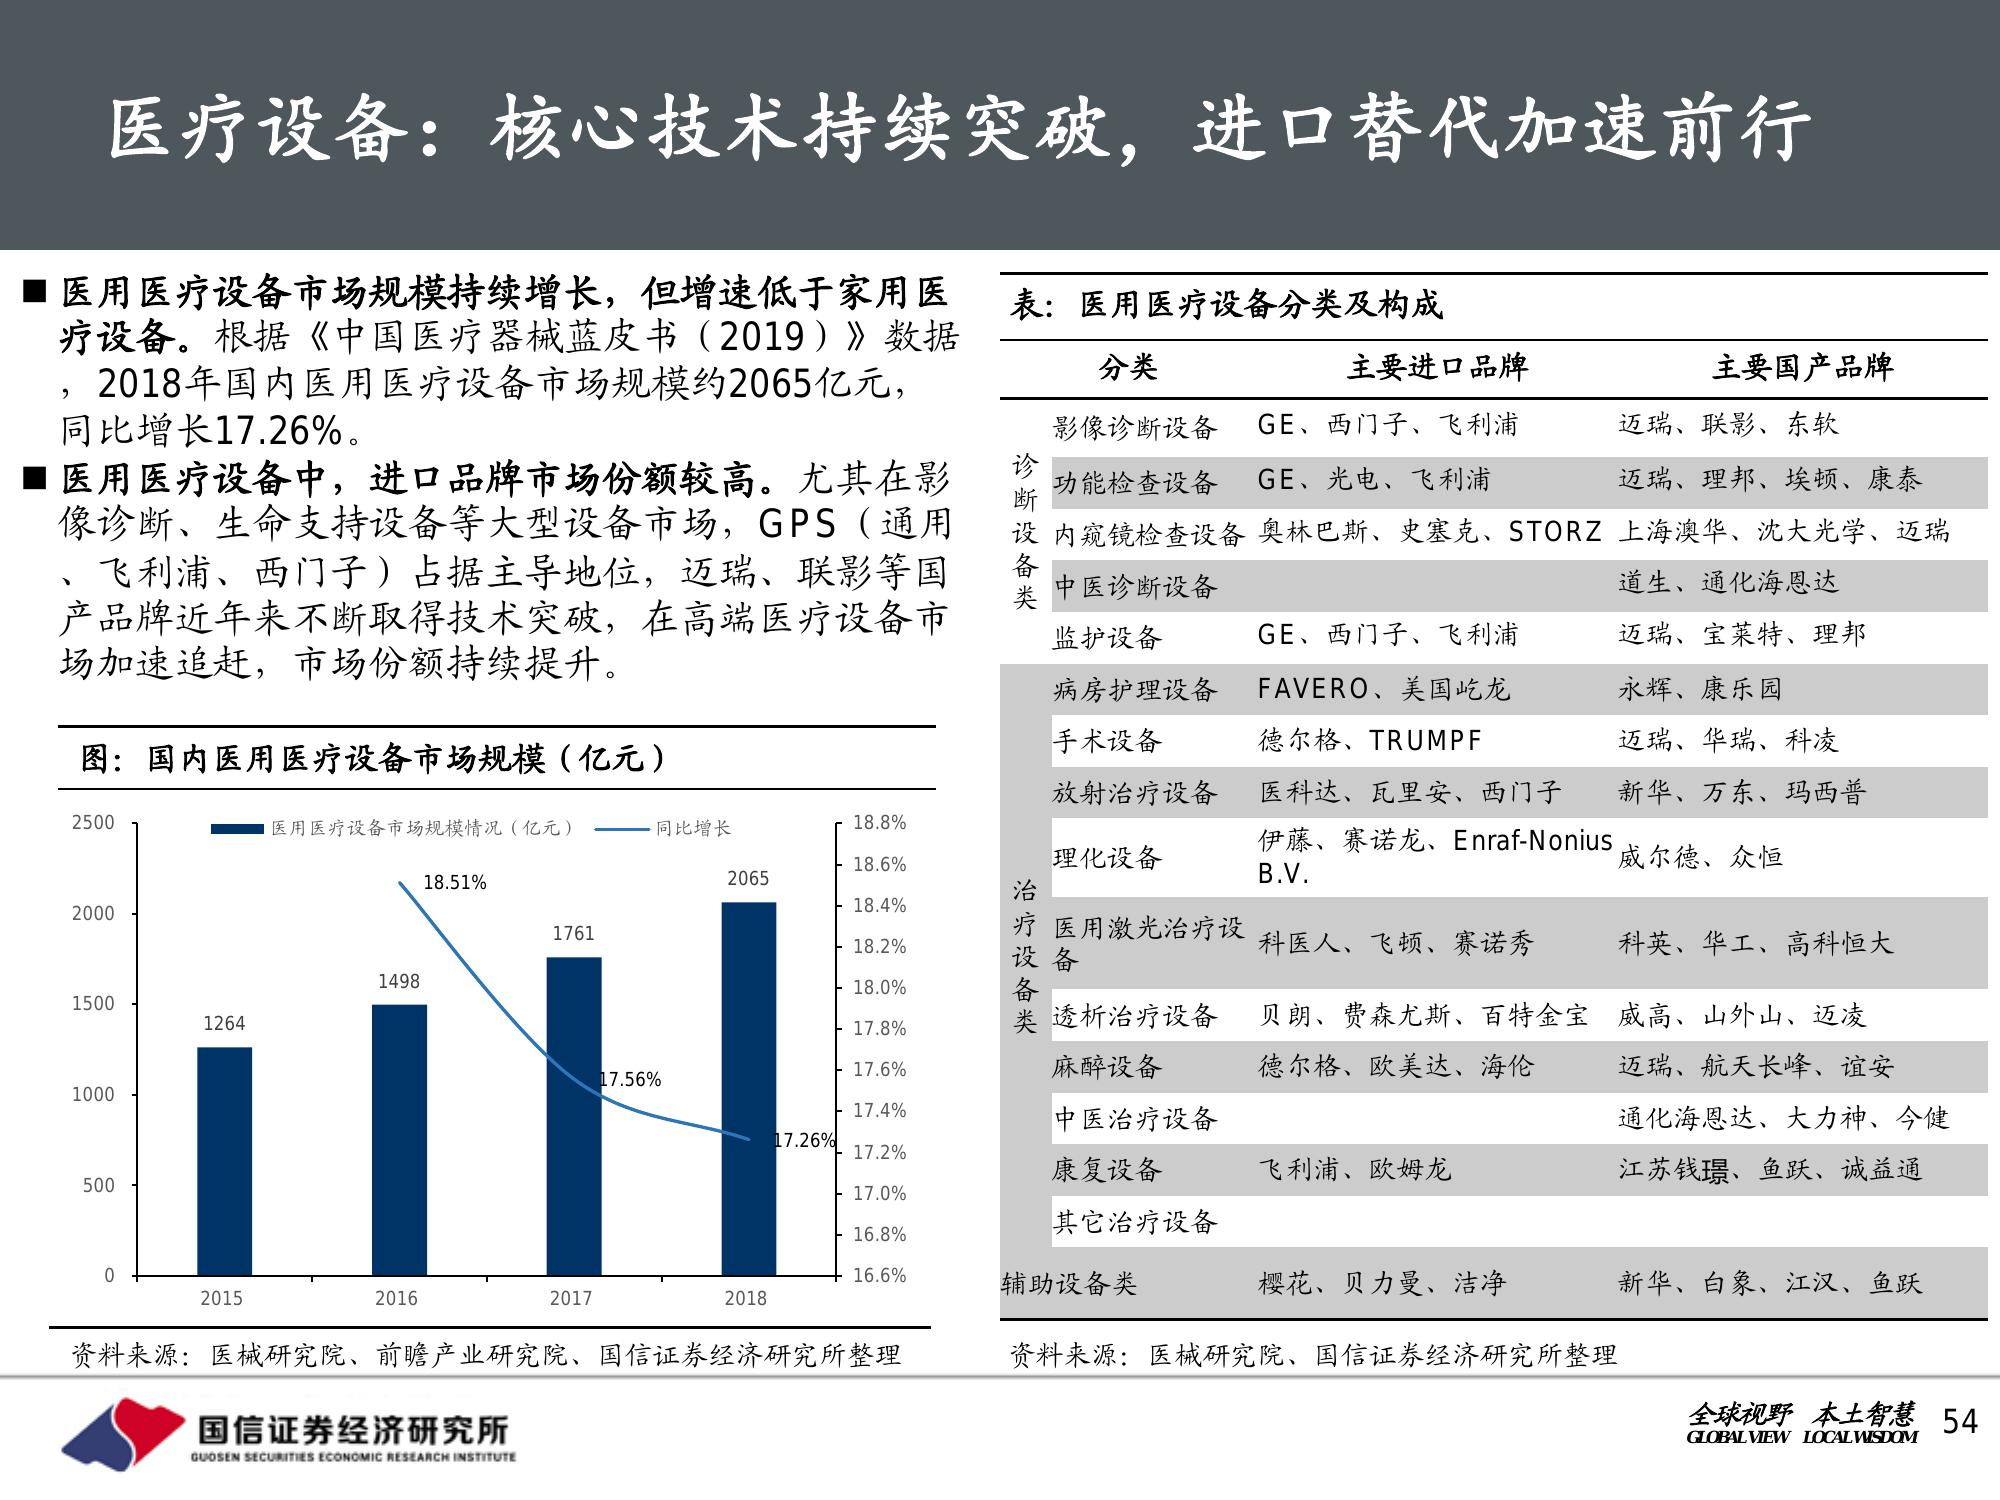 医疗设备：核心技术持续突破，进口替代加速前行
■ 医用医疗设备市场规模持续增长，但增速低于家用医
疗设备。根据《中国医疗器械蓝皮书（2019）》数据
，2018年国内医用医疗设备市场规模约2065亿元，
同比增长17.26%。
■ 医用医疗设备中，进口品牌市场份额较高。尤其在影
像诊断、生命支持设备等大型设备市场，GPS（通用
、飞利浦、西门子）占据主导地位，迈瑞、联影等国
产品牌近年来不断取得技术突破，在高端医疗设备市
场加速追赶，市场份额持续提升。
图：国内医用医疗设备市场规模（亿元）
医用医疗设备市场规模情况（亿元） 同比增长
2500
2000
1500
1000
500
0
18.8%
18.6%
18.4%
18.2%
18.0%
17.8%
17.6%
17.4%
17.2%
17.0%
16.8%
16.6%
1264
1498
1761
2065
18.51%
17.56%
17.26%
2015 2016 2017 2018
资料来源：医械研究院、前瞻产业研究院、国信证券经济研究所整理
表：医用医疗设备分类及构成
分类 主要进口品牌 主要国产品牌
诊断设备类
影像诊断设备 GE、西门子、飞利浦 迈瑞、联影、东软
功能检查设备 GE、光电、飞利浦 迈瑞、理邦、埃顿、康泰
内窥镜检查设备 奥林巴斯、史塞克、STORZ 上海澳华、沈大光学、迈瑞
中医诊断设备 道生、通化海恩达
监护设备 GE、西门子、飞利浦 迈瑞、宝莱特、理邦
治疗设备类
病房护理设备 FAVERO、美国屹龙 永辉、康乐园
手术设备 德尔格、TRUMPF 迈瑞、华瑞、科凌
放射治疗设备 医科达、瓦里安、西门子 新华、万东、玛西普
理化设备 伊藤、赛诺龙、Enraf-Nonius
B.V. 威尔德、众恒
医用激光治疗设
备 科医人、飞顿、赛诺秀 科英、华工、高科恒大
透析治疗设备 贝朗、费森尤斯、百特金宝 威高、山外山、迈凌
麻醉设备 德尔格、欧美达、海伦 迈瑞、航天长峰、谊安
中医治疗设备 通化海恩达、大力神、今健
康复设备 飞利浦、欧姆龙 江苏钱璟、鱼跃、诚益通
其它治疗设备
辅助设备类 樱花、贝力曼、洁净 新华、白象、江汉、鱼跃
资料来源：医械研究院、国信证券经济研究所整理
国信证券经济研究所
GUOSEN SECURITIES ECONOMIC RESEARCH INSTITUTE
全球视野 本土智慧
GLOBAL VIEW LOCAL WISDOM
54